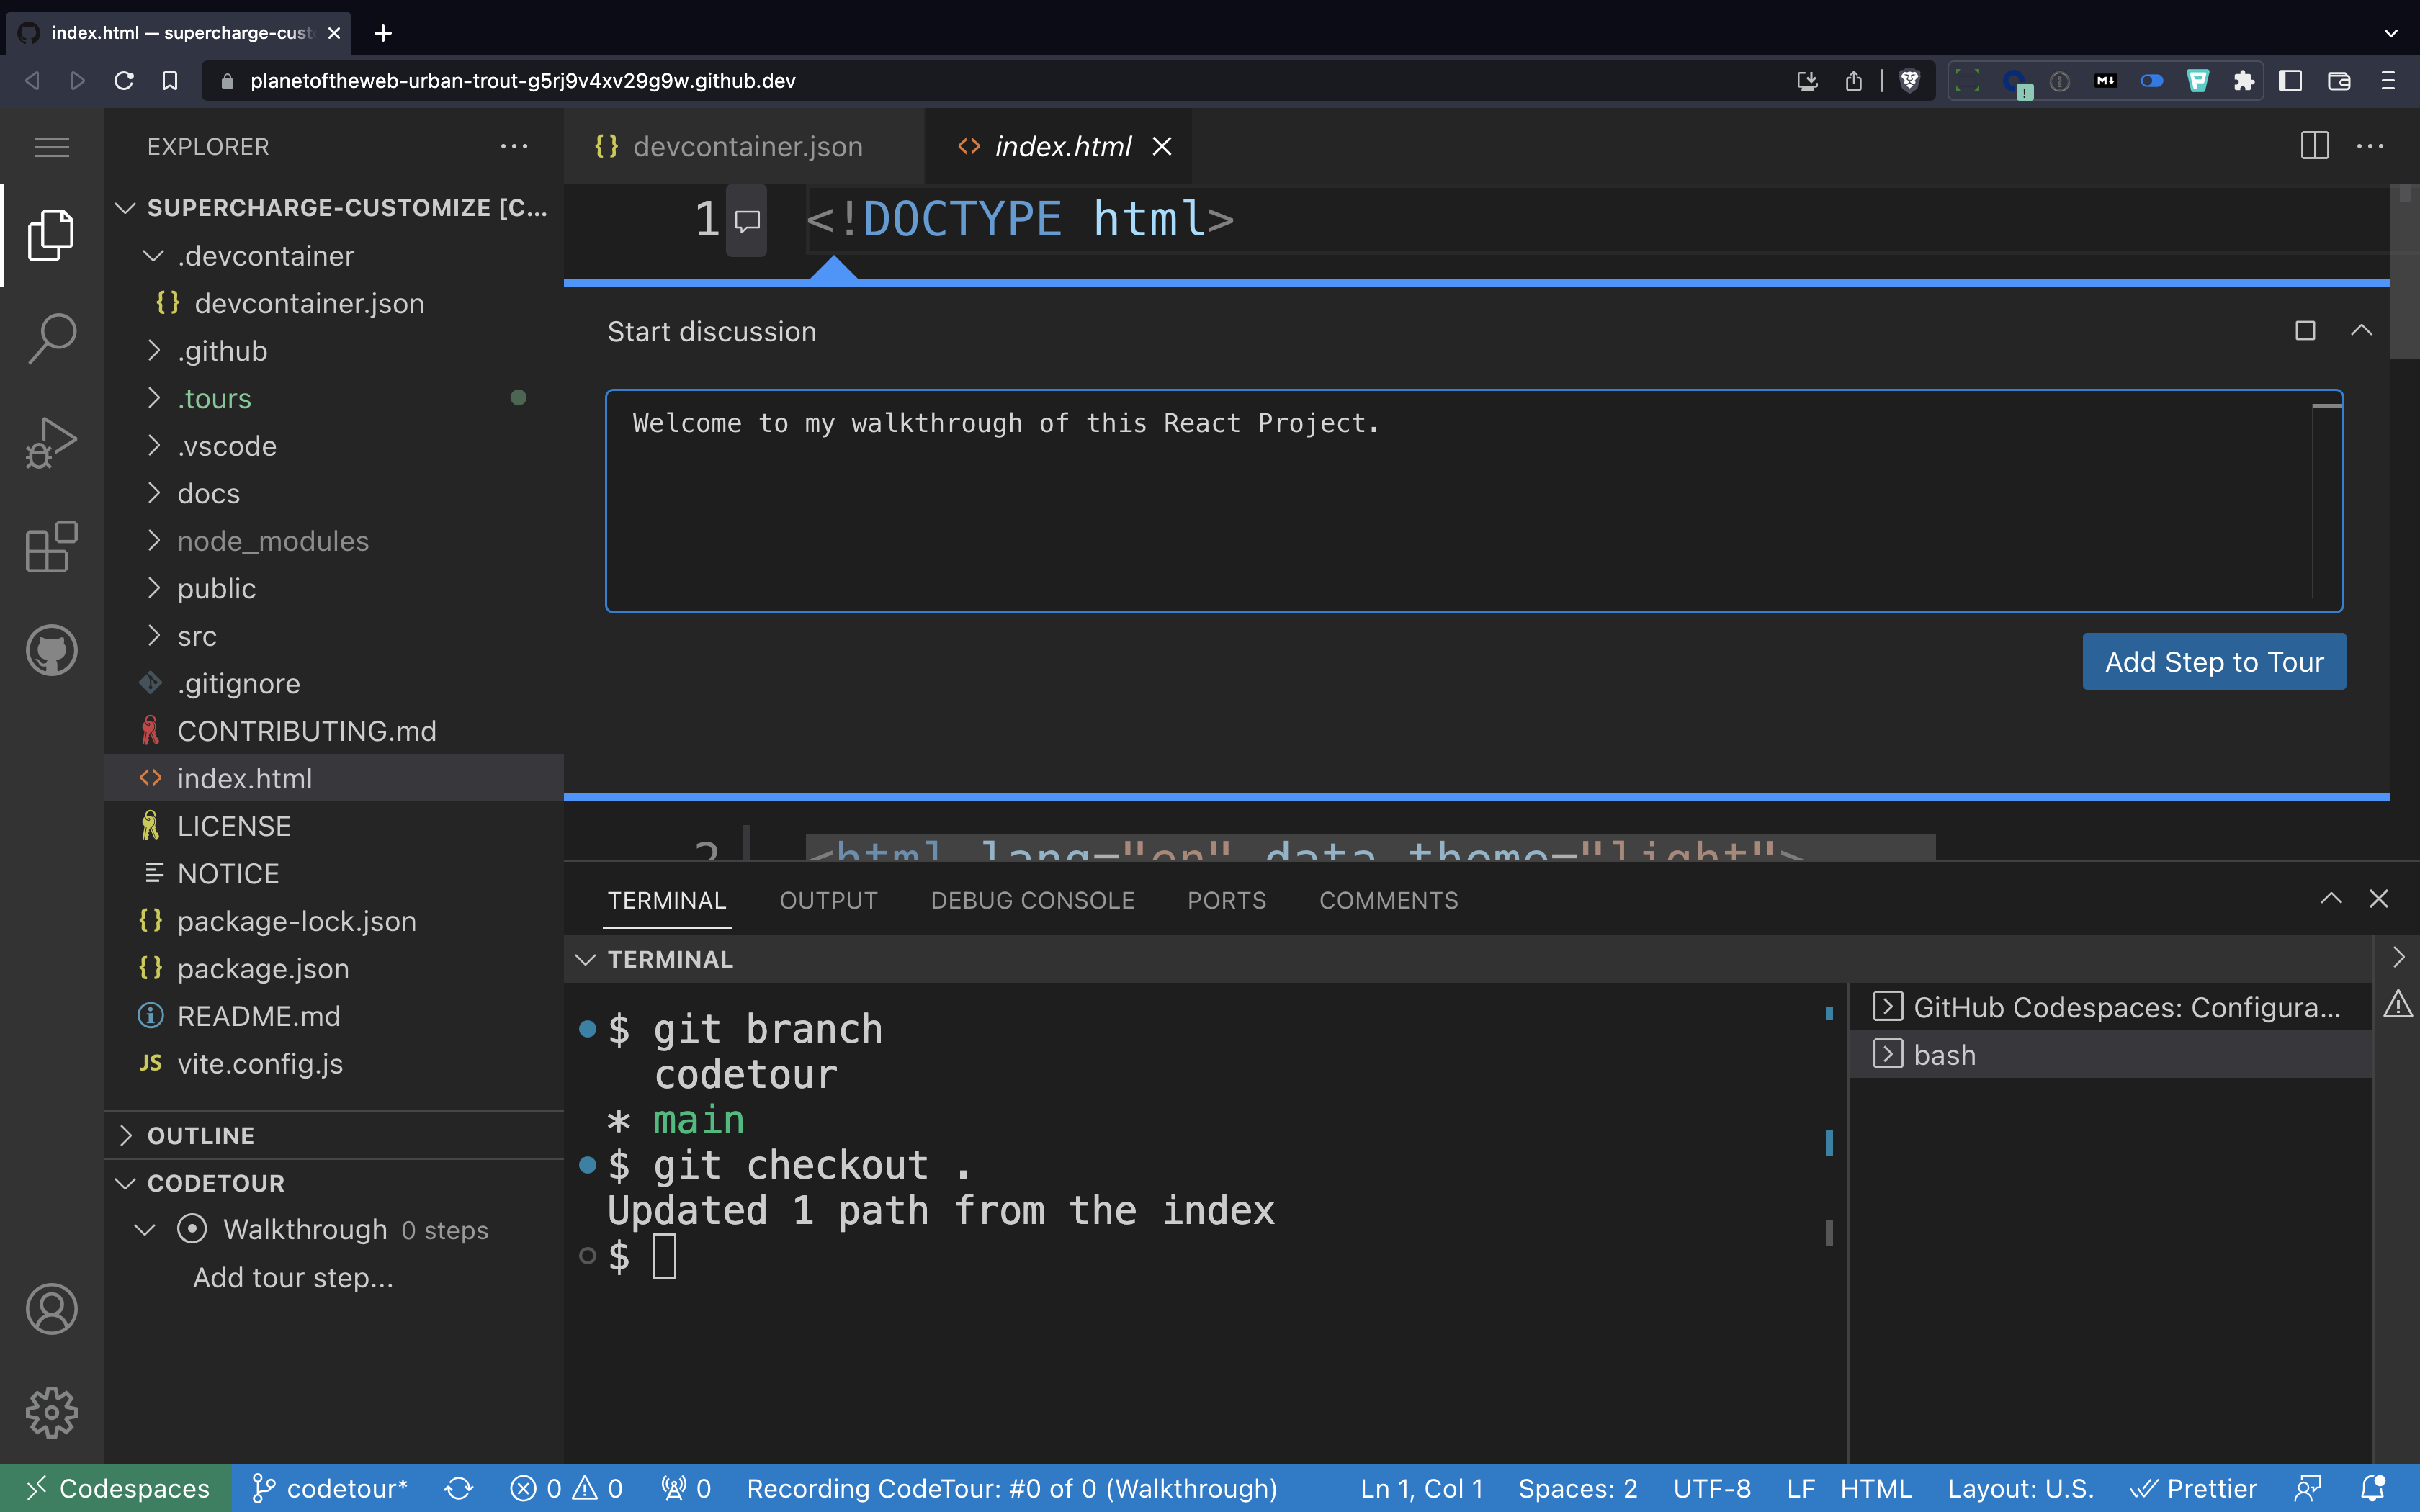 index.html — supercharge-cust
planetoftheweb-urban-trout-g5rj9v4xv29g9w.github.dev
EXPLORER
SUPERCHARGE-CUSTOMIZE [C...
.devcontainer
{} devcontainer.json
.github
.tours
.vscode
docs
node_modules
public
src
.gitignore
CONTRIBUTING.md
<> index.html
LICENSE
NOTICE
{} package-lock.json
{} package.json
README.md
JS vite.config.js
OUTLINE
CODETOUR
Walkthrough 0 steps
Add tour step...
{} devcontainer.json
<> index.html
1 <!DOCTYPE html>
Start discussion
Welcome to my walkthrough of this React Project.
Add Step to Tour
2 <html lang="en" data-theme="light">
TERMINAL OUTPUT DEBUG CONSOLE PORTS COMMENTS
TERMINAL
$ git branch
codetour
* main
$ git checkout .
Updated 1 path from the index
$
GitHub Codespaces: Configura...
bash
Codespaces codetour* 0 0 0 Recording CodeTour: #0 of 0 (Walkthrough) Ln 1, Col 1 Spaces: 2 UTF-8 LF HTML Layout: U.S. Prettier